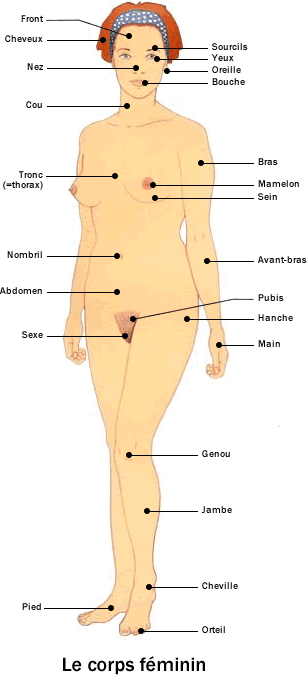 Front
Cheveux
Sourcils
Yeux
Nez
Oreille
Bouche
Cou
Bras
Tronc
(=thorax)
Mamelon
Sein
Nombril
Avant-bras
Abdomen
Pubis
Hanche
Sexe
Main
Genou
Jambe
Cheville
Pied
Orteil
Le corps féminin